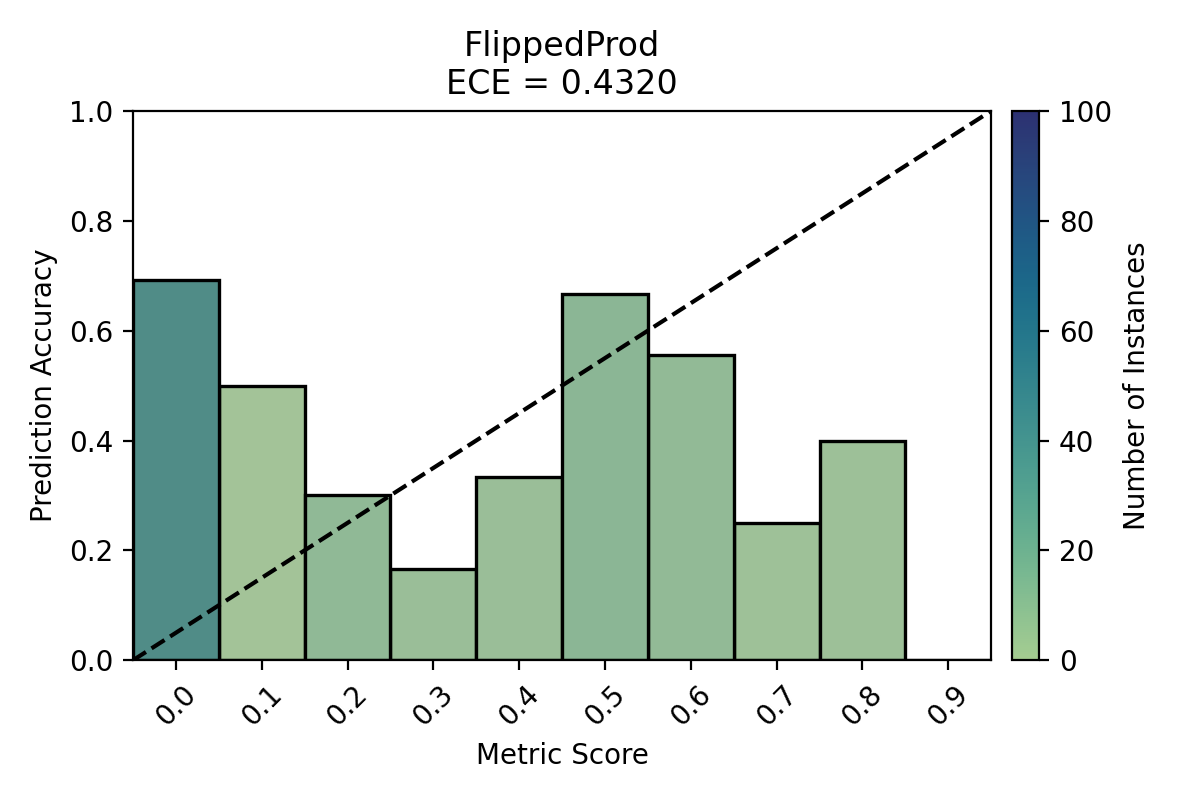 FlippedProd
ECE = 0.4320
1.0
0.8
0.6
0.4
0.2
0.0
Prediction Accuracy
0.0 0.1 0.2 0.3 0.4 0.5 0.6 0.7 0.8 0.9
Metric Score
100
80
60
40
20
0
Number of Instances